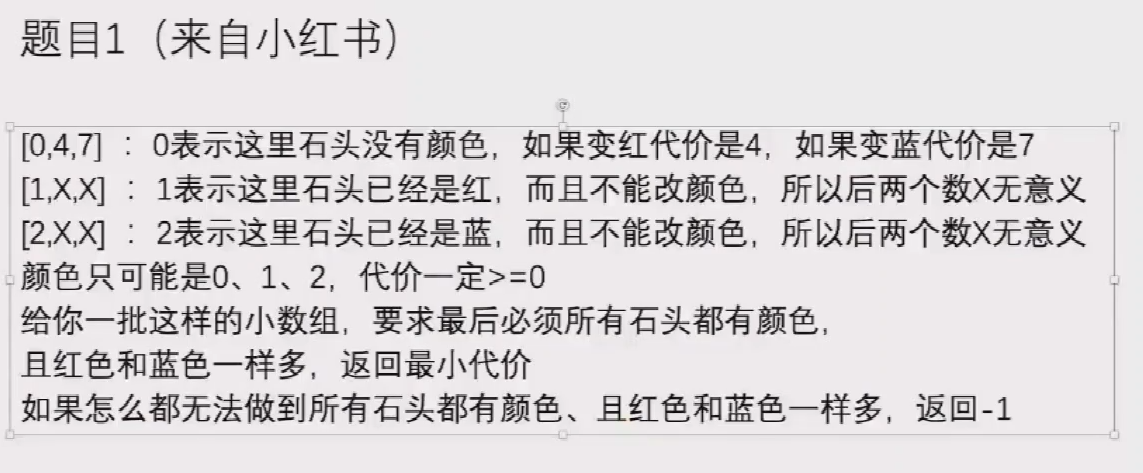 题目1（来自小红书）
[0,4,7] ：0表示这里石头没有颜色，如果变红代价是4，如果变蓝代价是7
[1,X,X] ：1表示这里石头已经是红，而且不能改颜色，所以后两个数X无意义
[2,X,X] ：2表示这里石头已经是蓝，而且不能改颜色，所以后两个数X无意义
颜色只可能是0、1、2，代价一定>=0
给你一批这样的小数组，要求最后必须所有石头都有颜色，
且红色和蓝色一样多，返回最小代价
如果怎么都无法做到所有石头都有颜色、且红色和蓝色一样多，返回-1